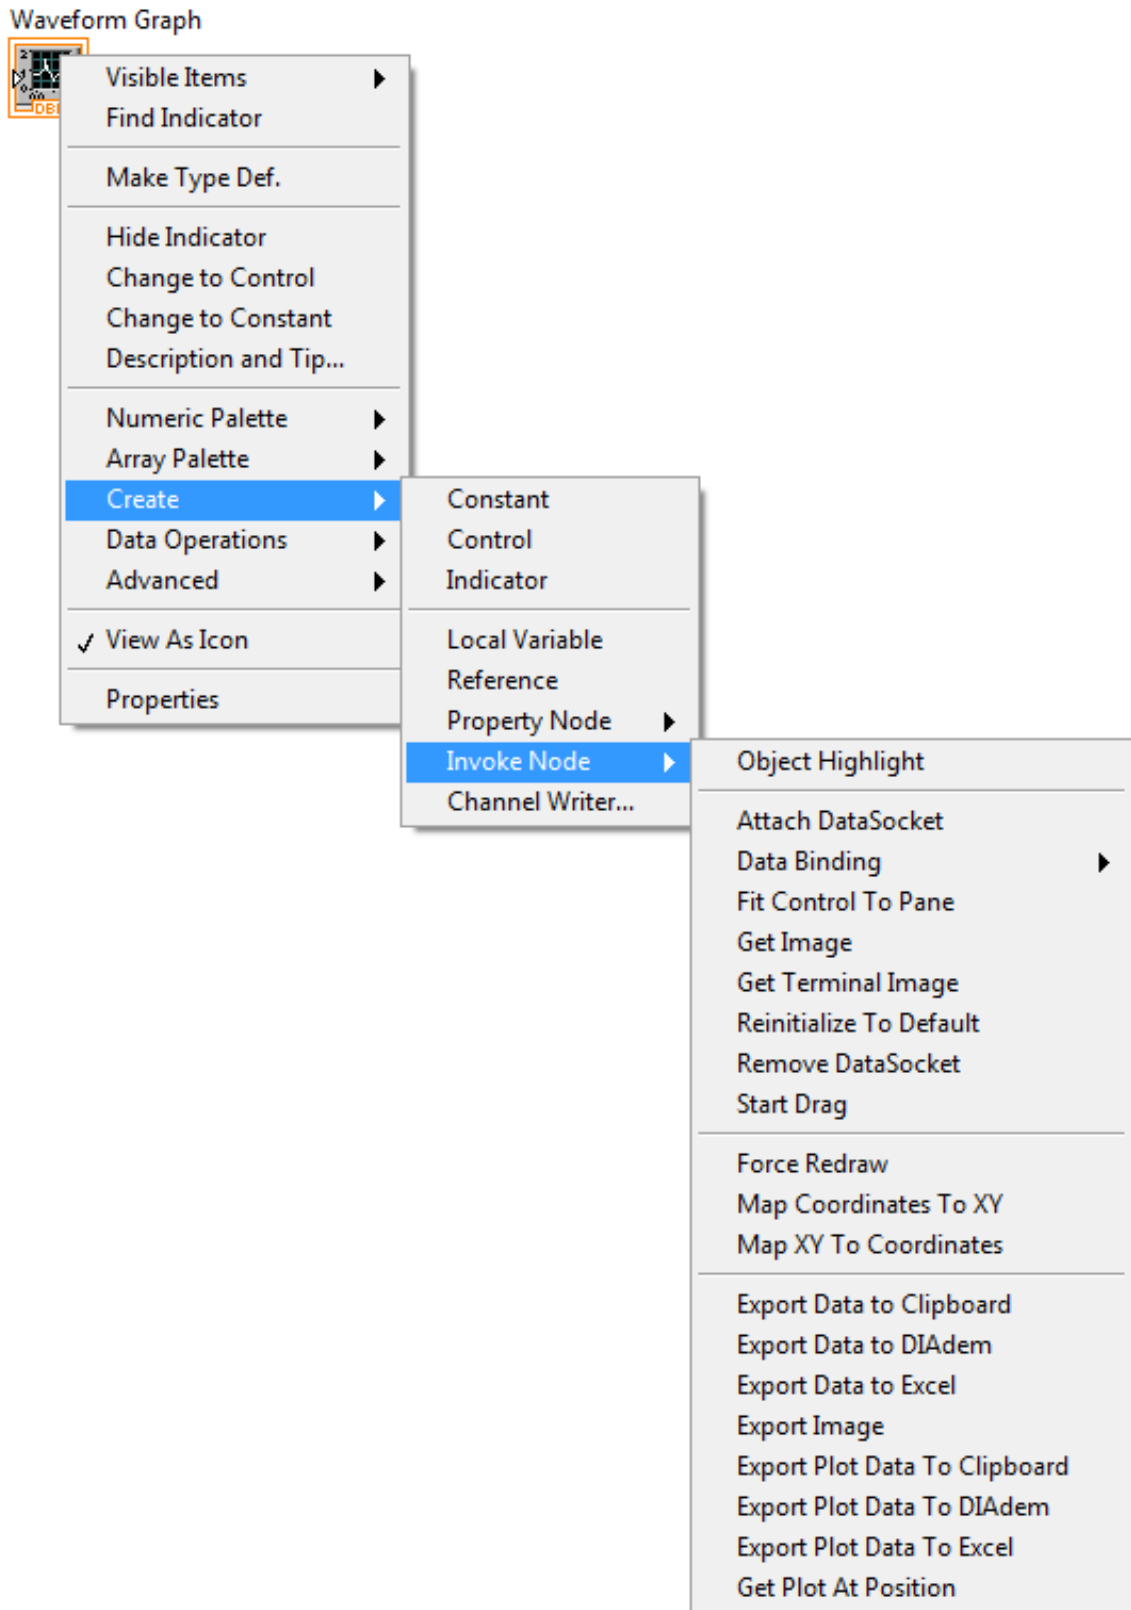 Waveform Graph
Visible Items
Find Indicator
Make Type Def.
Hide Indicator
Change to Control
Change to Constant
Description and Tip...
Numeric Palette
Array Palette
Create
Data Operations
Advanced
View As Icon
Properties
Constant
Control
Indicator
Local Variable
Reference
Property Node
Invoke Node
Channel Writer...
Object Highlight
Attach DataSocket
Data Binding
Fit Control To Pane
Get Image
Get Terminal Image
Reinitialize To Default
Remove DataSocket
Start Drag
Force Redraw
Map Coordinates To XY
Map XY To Coordinates
Export Data to Clipboard
Export Data to DIAdem
Export Data to Excel
Export Image
Export Plot Data To Clipboard
Export Plot Data To DIAdem
Export Plot Data To Excel
Get Plot At Position